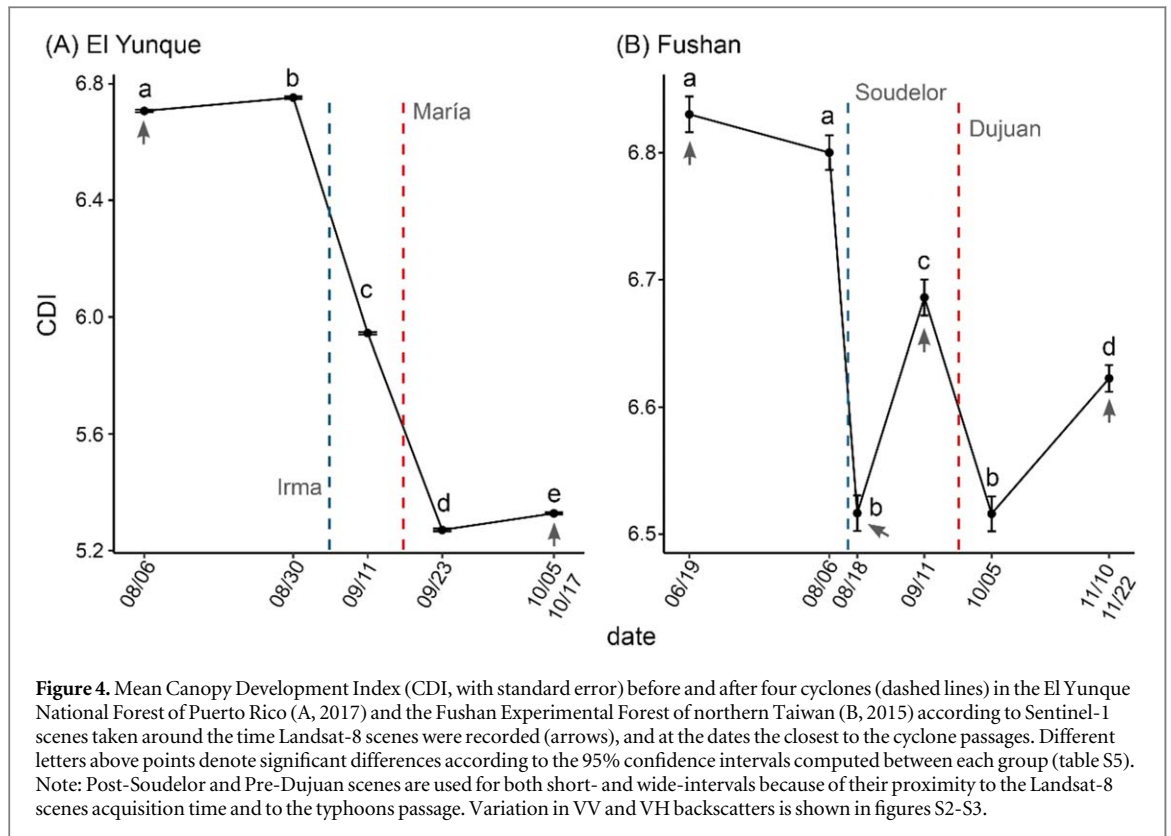 (A) El Yunque
(B) Fushan
CDI
6.8
6.4
6.0
5.6
5.2
a
b
c
d
e
Irma
María
08/06
08/30
09/11
09/23
10/05
10/17
6.8
6.7
6.6
6.5
a
a
b
c
b
d
Soudelor
Dujuan
06/19
08/06
08/18
09/11
10/05
11/10
11/22
date
Figure 4. Mean Canopy Development Index (CDI, with standard error) before and after four cyclones (dashed lines) in the El Yunque
National Forest of Puerto Rico (A, 2017) and the Fushan Experimental Forest of northern Taiwan (B, 2015) according to Sentinel-1
scenes taken around the time Landsat-8 scenes were recorded (arrows), and at the dates the closest to the cyclone passages. Different
letters above points denote significant differences according to the 95% confidence intervals computed between each group (table S5).
Note: Post-Soudelor and Pre-Dujuan scenes are used for both short- and wide-intervals because of their proximity to the Landsat-8
scenes acquisition time and to the typhoons passage. Variation in VV and VH backscatters is shown in figures S2-S3.